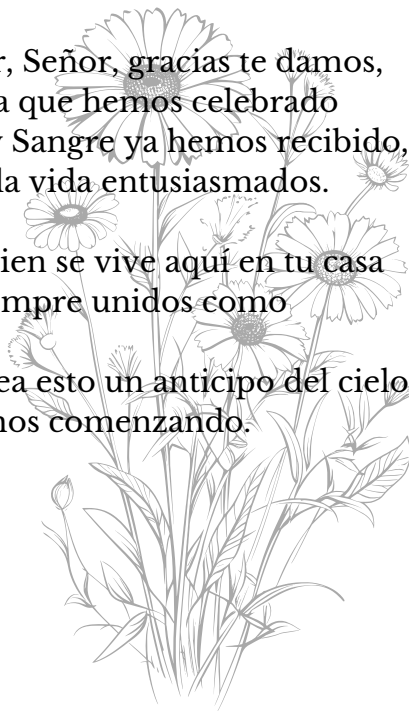 r, Señor, gracias te damos,
a que hemos celebrado
y Sangre ya hemos recibido,
la vida entusiasmados.
ien se vive aquí en tu casa
mpre unidos como
ea esto un anticipo del cielo
nos comenzando.